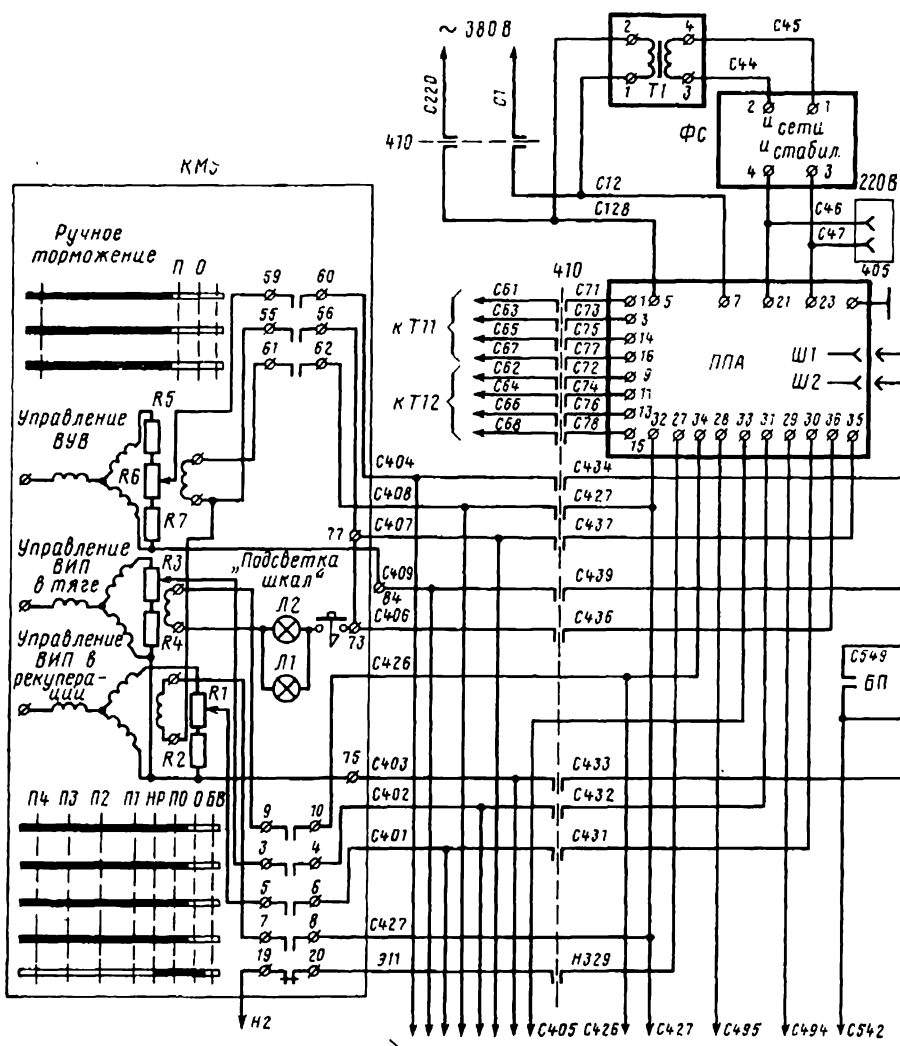 ~ 380 В
С220
С1
410
2
4
1
3
Т1
С45
С44
ФС
2
1
и сети
и стабил.
4
3
220 В
С12
С128
С46
С47
405
КМЭ
Ручное
торможение
П О
59
60
55
56
61
62
410
к Т11
С61
С71
С63
С73
С65
С75
С67
С77
к Т12
С62
С72
С64
С74
С66
С76
С68
С78
1
5
7
21
23
3
14
16
9
11
13
15
ППА
Ш1
Ш2
32
27
34
28
33
31
29
30
36
35
Управление
ВУВ
R5
R6
R7
С404
С434
С408
С427
С407
С437
77
Управление
ВИП
в тяге
R3
R4
„Подсветка
шкал"
Л2
Л1
С409
С439
84
С406
С436
73
Управление
ВИП в
рекупера-
ции
R1
R2
С426
С549
БП
75
С403
С433
П4 П3 П2 П1 НР П0 О БВ
9
10
С402
С432
3
4
С401
С431
5
6
7
8
С427
19
20
Э11
Н329
Н2
С405
С426
С427
С495
С494
С542